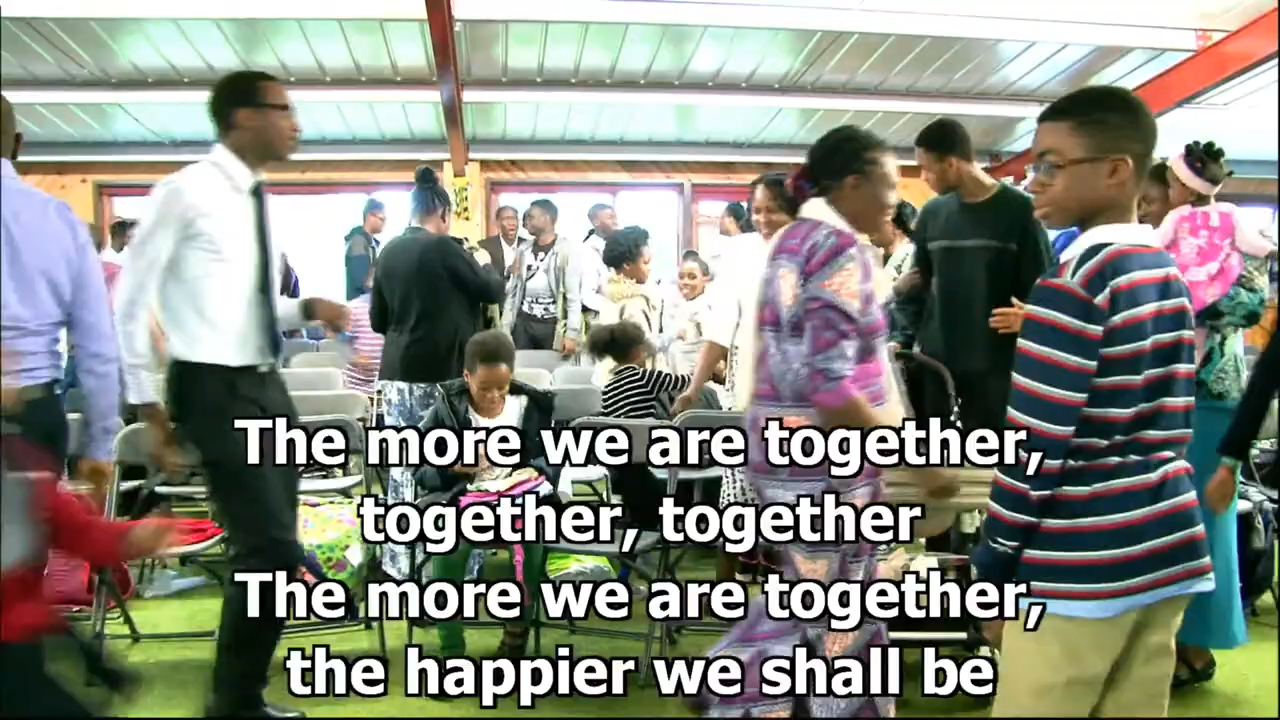 The more we are together,
together, together
The more we are together,
the happier we shall be